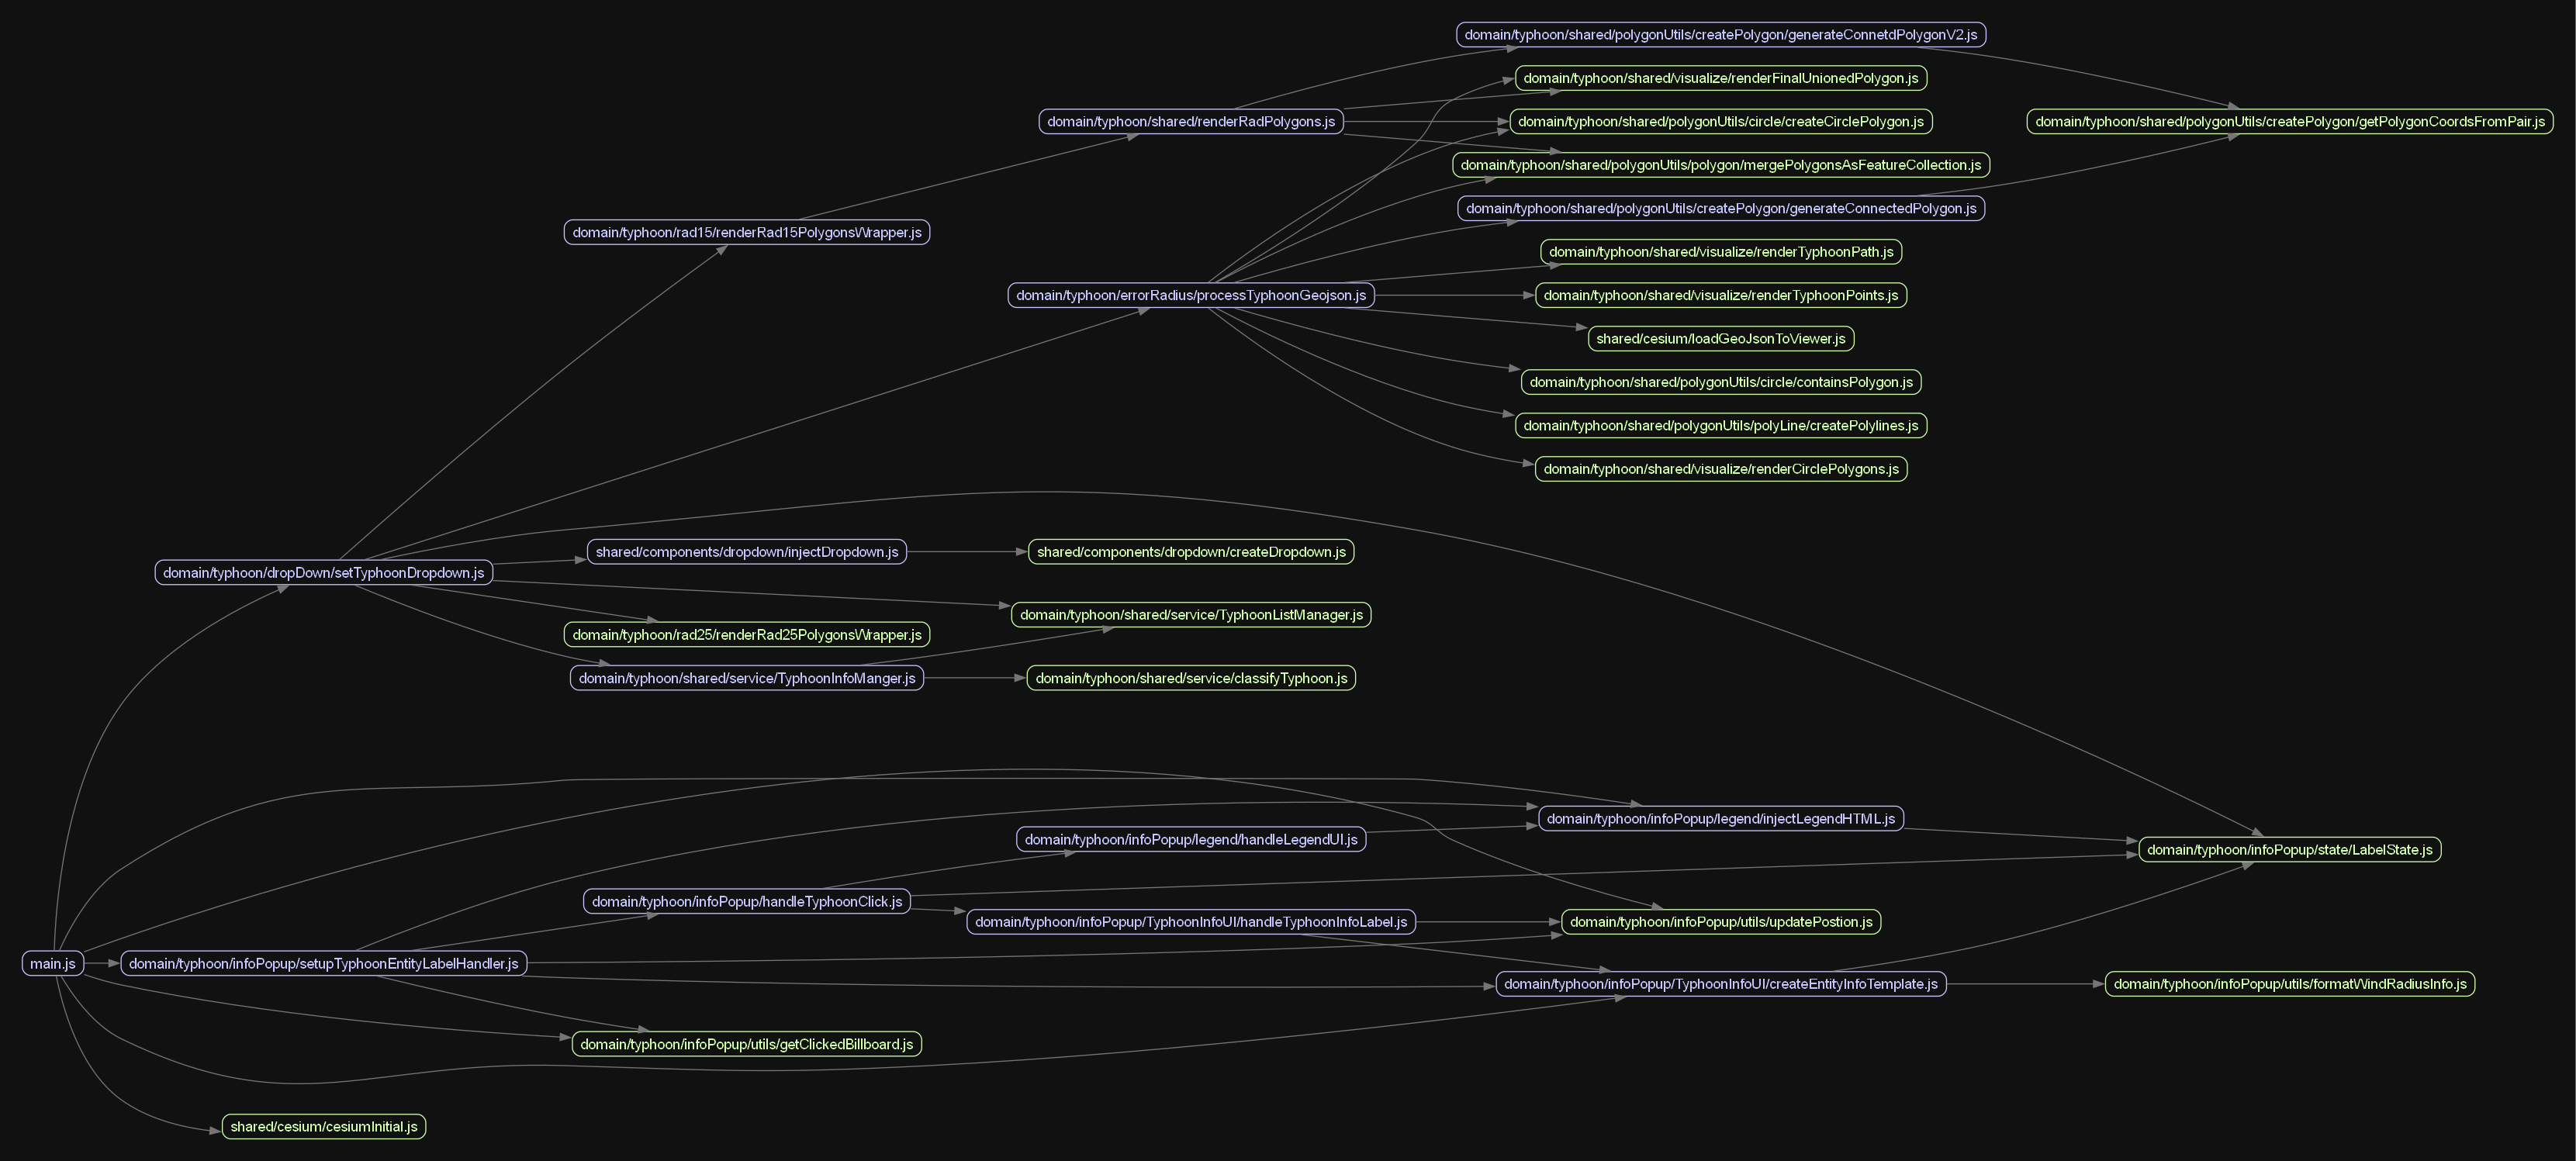 domain/typhoon/shared/polygonUtils/createPolygon/generateConnetdPolygonV2.js
domain/typhoon/shared/visualize/renderFinalUnionedPolygon.js
domain/typhoon/shared/renderRadPolygons.js
domain/typhoon/shared/polygonUtils/circle/createCirclePolygon.js
domain/typhoon/shared/polygonUtils/createPolygon/getPolygonCoordsFromPair.js
domain/typhoon/shared/polygonUtils/polygon/mergePolygonsAsFeatureCollection.js
domain/typhoon/shared/polygonUtils/createPolygon/generateConnectedPolygon.js
domain/typhoon/rad15/renderRad15PolygonsWrapper.js
domain/typhoon/shared/visualize/renderTyphoonPath.js
domain/typhoon/errorRadius/processTyphoonGeojson.js
domain/typhoon/shared/visualize/renderTyphoonPoints.js
shared/cesium/loadGeoJsonToViewer.js
domain/typhoon/shared/polygonUtils/circle/containsPolygon.js
domain/typhoon/shared/polygonUtils/polyLine/createPolylines.js
domain/typhoon/shared/visualize/renderCirclePolygons.js
shared/components/dropdown/injectDropdown.js
shared/components/dropdown/createDropdown.js
domain/typhoon/dropDown/setTyphoonDropdown.js
domain/typhoon/shared/service/TyphoonListManager.js
domain/typhoon/rad25/renderRad25PolygonsWrapper.js
domain/typhoon/shared/service/TyphoonInfoManger.js
domain/typhoon/shared/service/classifyTyphoon.js
domain/typhoon/infoPopup/legend/injectLegendHTML.js
domain/typhoon/infoPopup/legend/handleLegendUI.js
domain/typhoon/infoPopup/state/LabelState.js
domain/typhoon/infoPopup/handleTyphoonClick.js
domain/typhoon/infoPopup/TyphoonInfoUI/handleTyphoonInfoLabel.js
domain/typhoon/infoPopup/utils/updatePostion.js
main.js
domain/typhoon/infoPopup/setupTyphoonEntityLabelHandler.js
domain/typhoon/infoPopup/TyphoonInfoUI/createEntityInfoTemplate.js
domain/typhoon/infoPopup/utils/formatWindRadiusInfo.js
domain/typhoon/infoPopup/utils/getClickedBillboard.js
shared/cesium/cesiumInitial.js